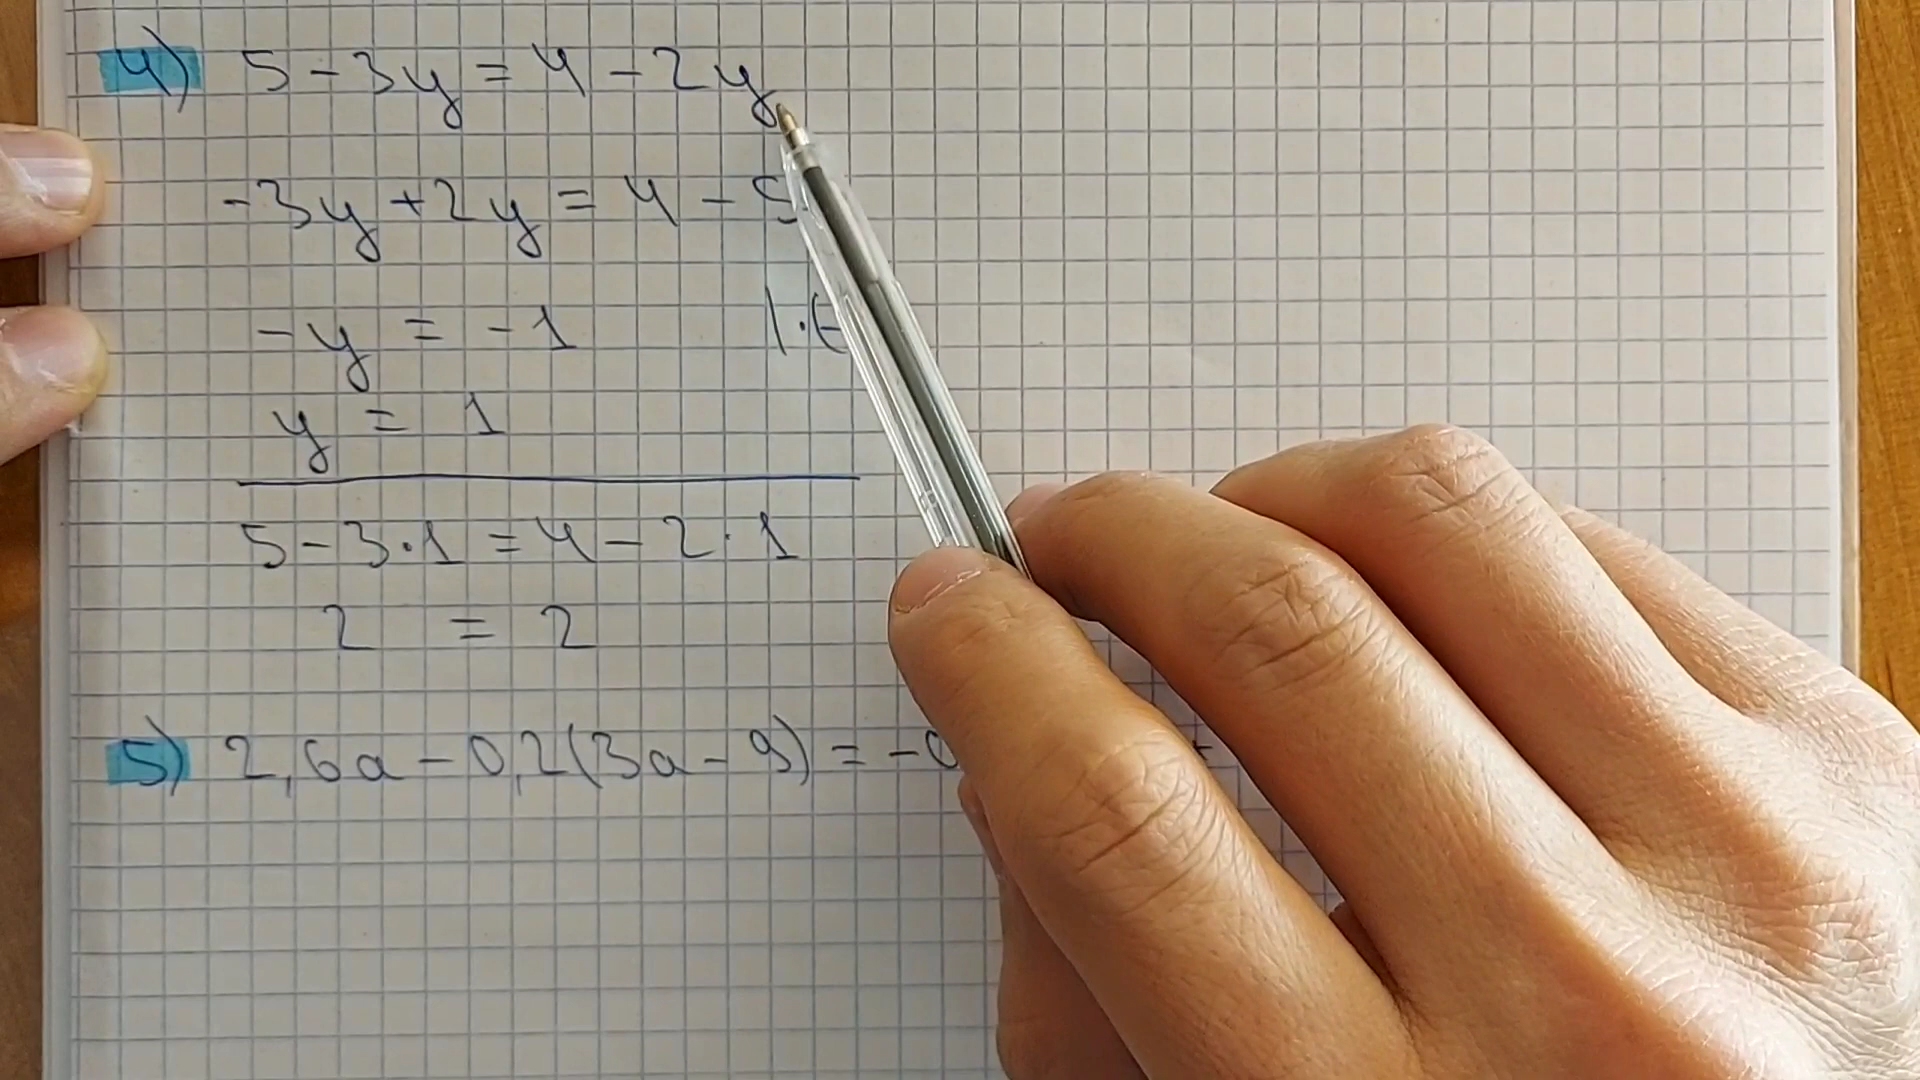 4) 5 - 3y = 4 - 2y
-3y + 2y = 4 - 5
-y = -1 |·(-
y = 1
5 - 3·1 = 4 - 2·1
2 = 2
5) 2,6a - 0,2(3a - 9) = -0 +